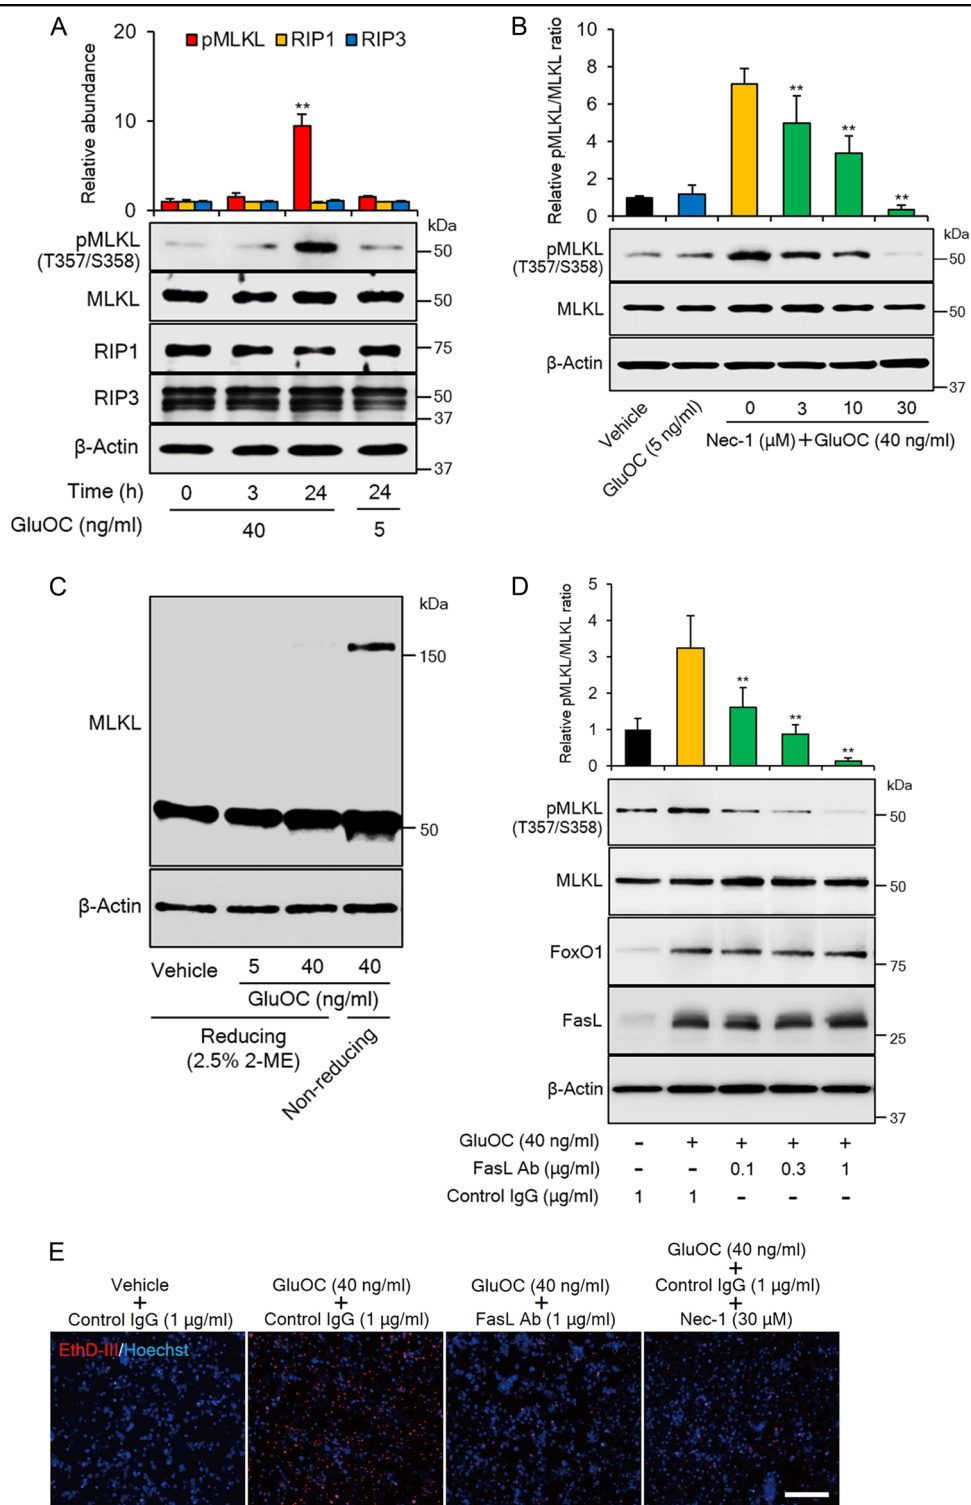 A
20
10
0
Relative abundance
pMLKL RIP1 RIP3
**
kDa
pMLKL
(T357/S358)
50
MLKL
50
RIP1
75
RIP3
50
37
β-Actin
37
Time (h) 0 3 24 24
GluOC (ng/ml) 40 5
B
10
8
6
4
2
0
Relative pMLKL/MLKL ratio
**
**
**
kDa
pMLKL
(T357/S358)
50
MLKL
50
β-Actin
37
Vehicle
GluOC (5 ng/ml)
0 3 10 30
Nec-1 (μM)+GluOC (40 ng/ml)
C
kDa
150
MLKL
50
β-Actin
Vehicle 5 40 40
GluOC (ng/ml)
Reducing
(2.5% 2-ME)
Non-reducing
D
5
4
3
2
1
0
Relative pMLKL/MLKL ratio
**
**
**
kDa
pMLKL
(T357/S358)
50
MLKL
50
FoxO1
75
FasL
25
β-Actin
37
GluOC (40 ng/ml) - + + + +
FasL Ab (μg/ml) - - 0.1 0.3 1
Control IgG (μg/ml) 1 1 - - -
E
Vehicle
+
Control IgG (1 μg/ml)
GluOC (40 ng/ml)
+
Control IgG (1 μg/ml)
GluOC (40 ng/ml)
+
FasL Ab (1 μg/ml)
GluOC (40 ng/ml)
+
Control IgG (1 μg/ml)
+
Nec-1 (30 μM)
EthD-III/Hoechst